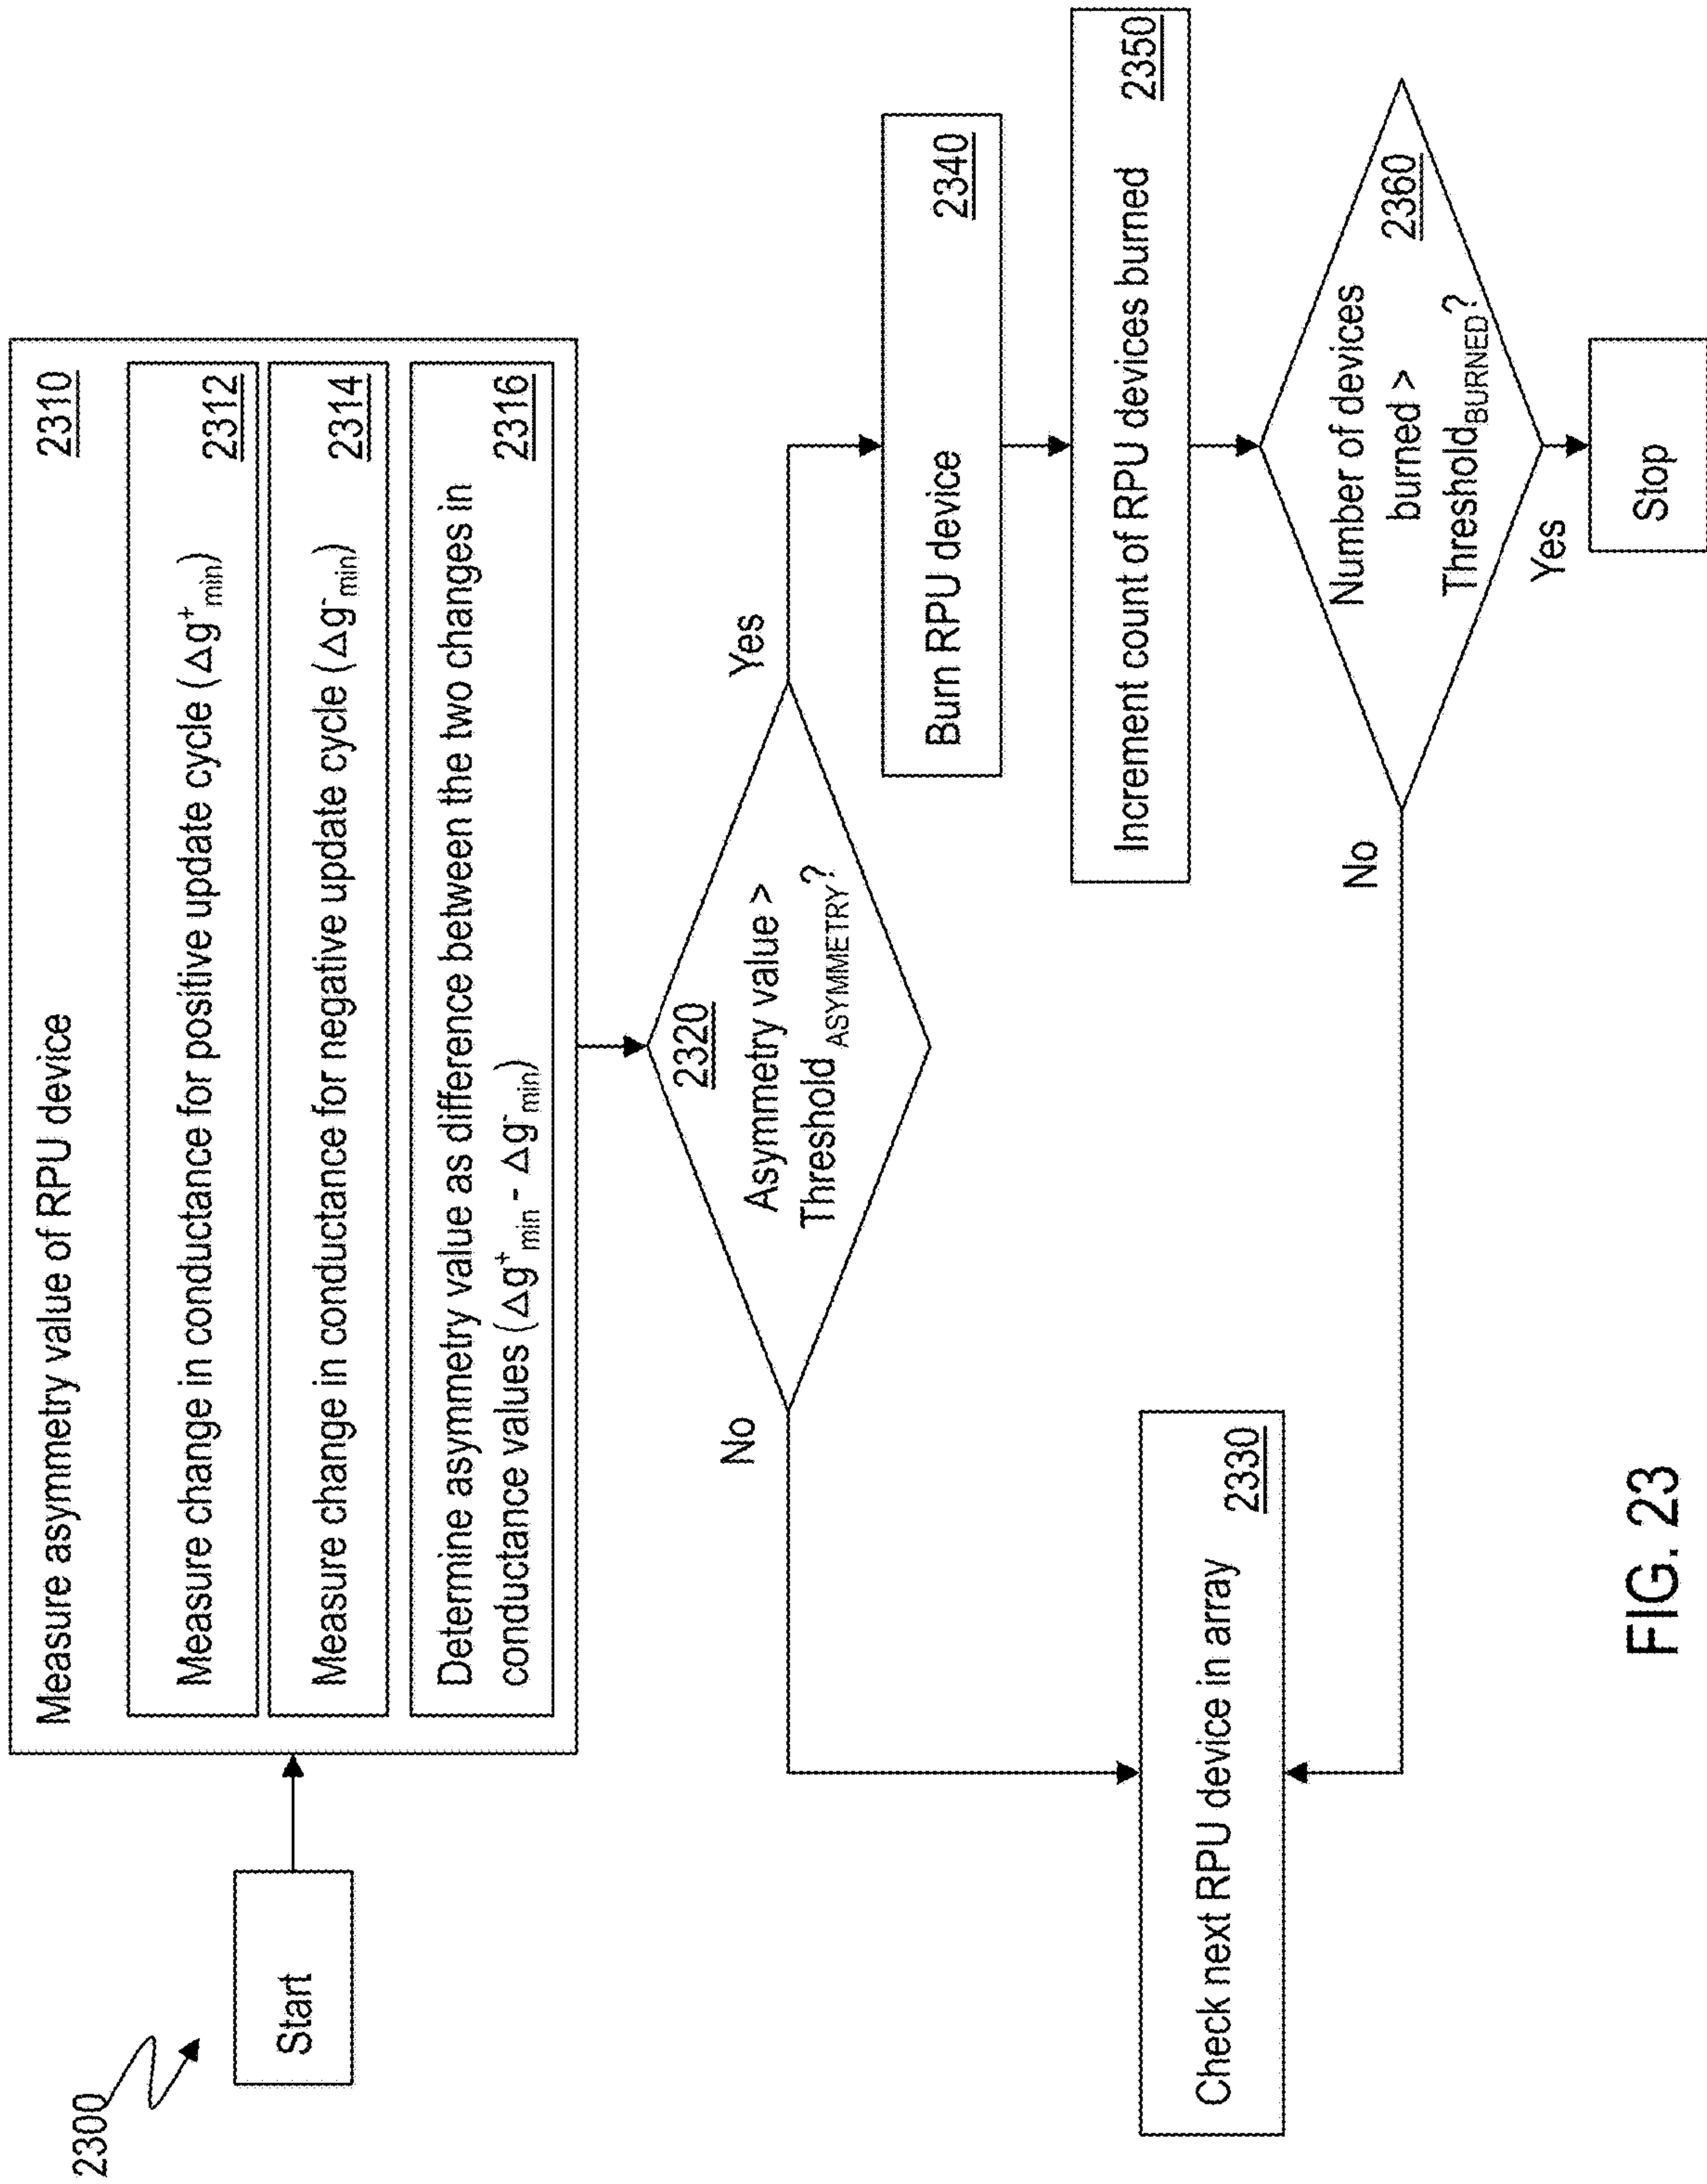 2300
Start
Measure asymmetry value of RPU device 2310
Measure change in conductance for positive update cycle (Δg⁺min) 2312
Measure change in conductance for negative update cycle (Δg⁻min) 2314
Determine asymmetry value as difference between the two changes in 2316
conductance values (Δg⁺min - Δg⁻min)
2320
Asymmetry value >
ThresholdASYMMETRY?
No
Yes
Burn RPU device 2340
Increment count of RPU devices burned 2350
Number of devices 2360
burned >
ThresholdBURNED?
No
Yes
Check next RPU device in array 2330
Stop
FIG. 23